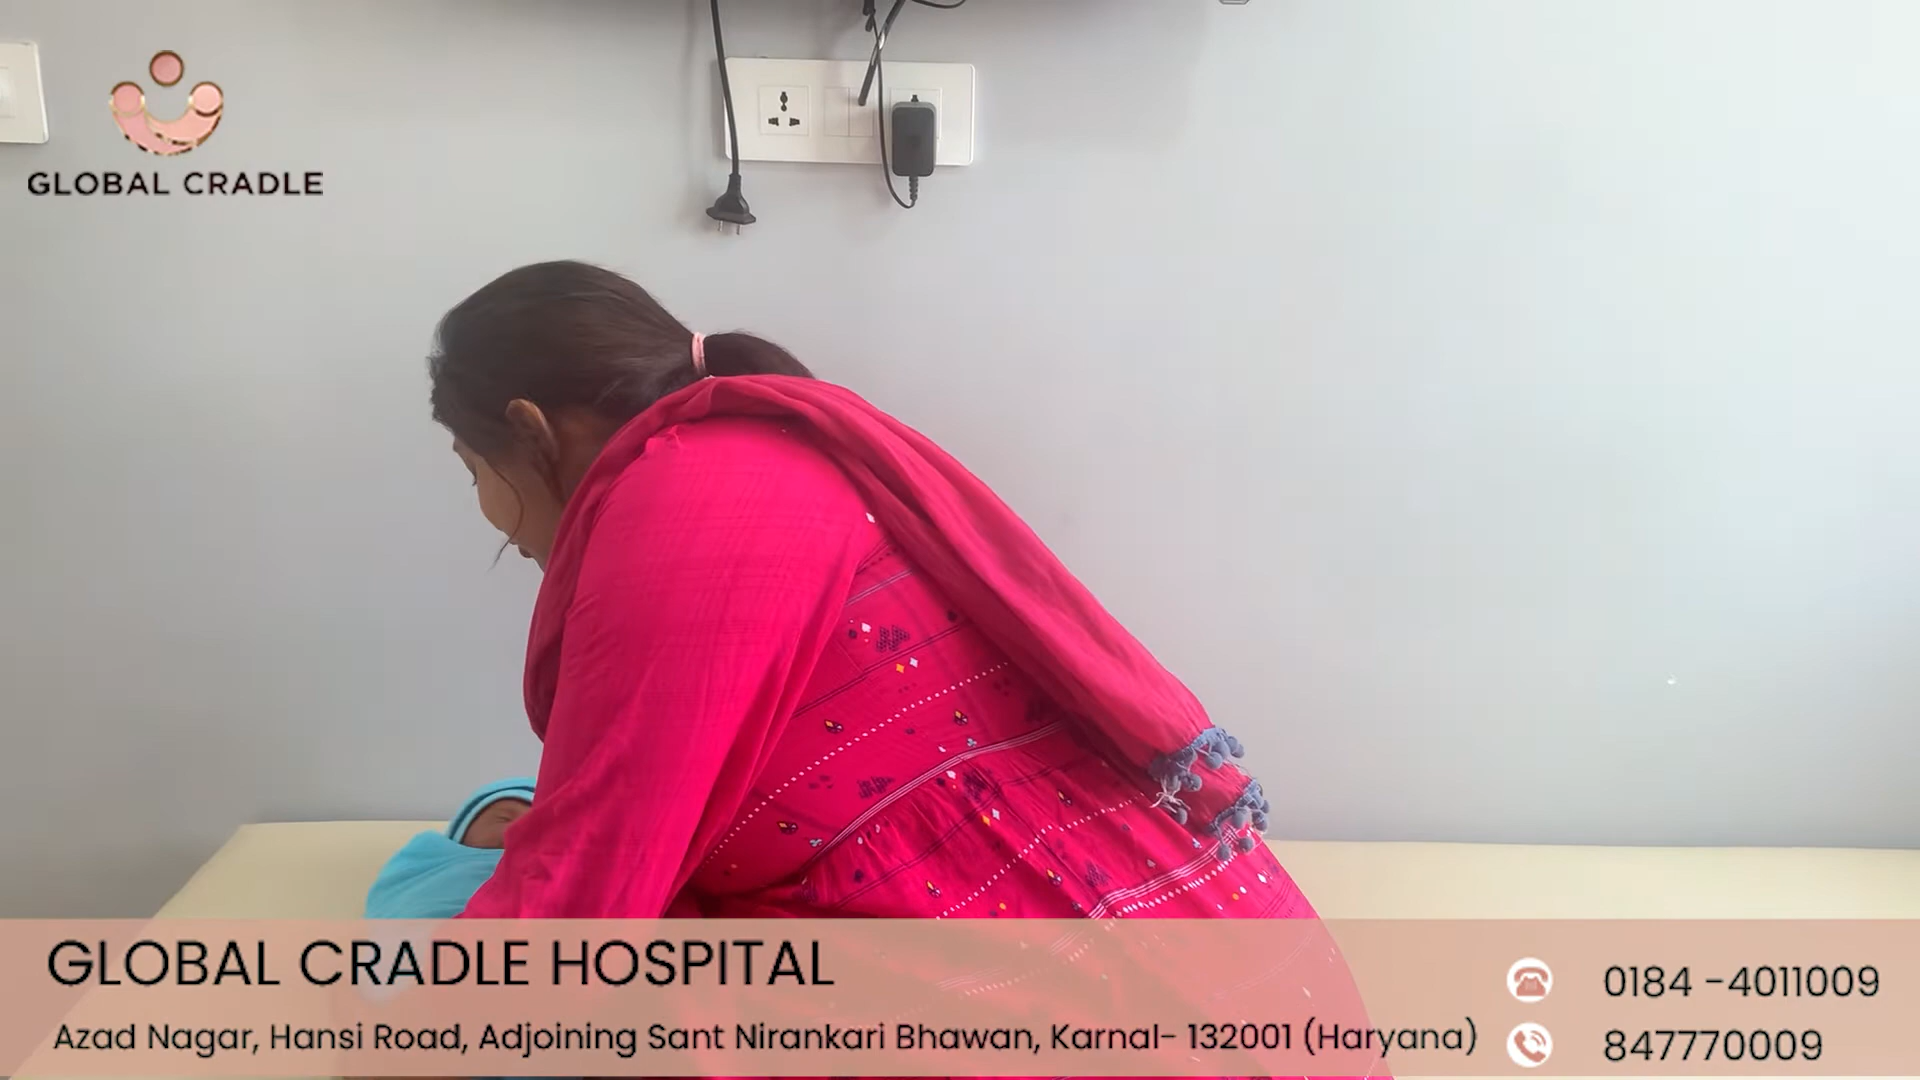 GLOBAL CRADLE
GLOBAL CRADLE HOSPITAL
Azad Nagar, Hansi Road, Adjoining Sant Nirankari Bhawan, Karnal- 132001 (Haryana)
0184 -4011009
847770009